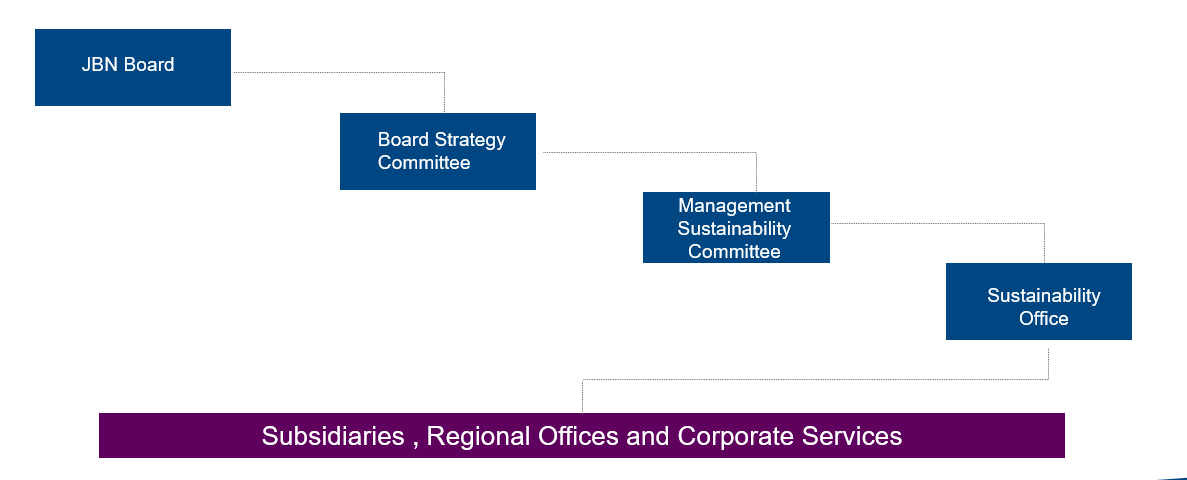 JBN Board
Board Strategy
Committee
Management
Sustainability
Committee
Sustainability
Office
Subsidiaries , Regional Offices and Corporate Services